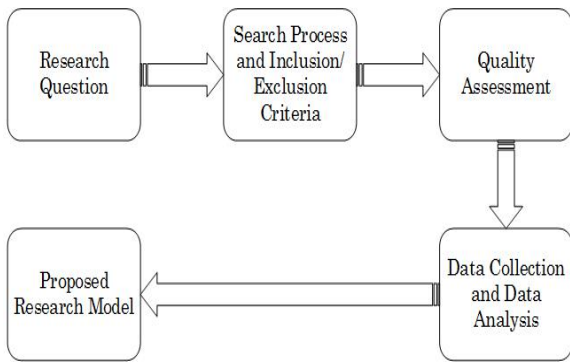 Research
Question
Search Process
and Inclusion/
Exclusion
Criteria
Quality
Assessment
Data Collection
and Data
Analysis
Proposed
Research Model